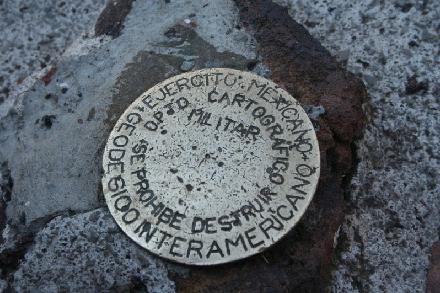 EJERCITO MEXICANO
DPTO CARTOGRAFICO
MILITAR
SE PROHIBE DESTRUIR
GEODESICO INTERAMERICANO